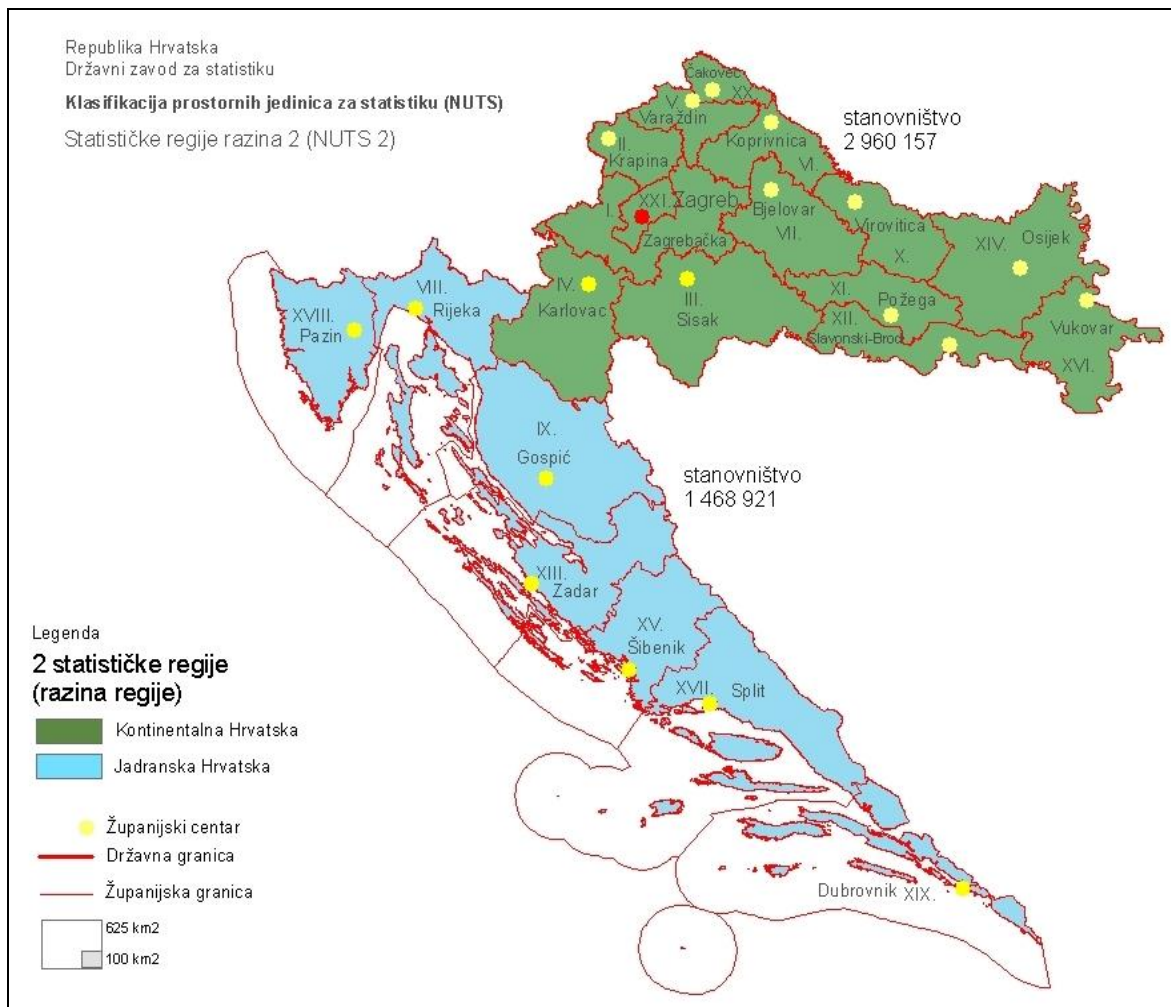 Republika Hrvatska
Državni zavod za statistiku
Klasifikacija prostornih jedinica za statistiku (NUTS)
Statističke regije razina 2 (NUTS 2)
stanovništvo
2 960 157
Čakovec
XX.
V.
Varaždin
II.
Krapina
Koprivnica
VI.
I.
XXI.
Zagreb
Zagrebačka
Bjelovar
VII.
Virovitica
X.
XIV.
Osijek
XI.
Požega
XII.
Slavonski-Brod
Vukovar
XVI.
IV.
Karlovac
III.
Sisak
XVIII.
Pazin
VIII.
Rijeka
IX.
Gospić
stanovništvo
1 468 921
XIII.
Zadar
XV.
Šibenik
XVII.
Split
Dubrovnik XIX.
Legenda
2 statističke regije
(razina regije)
Kontinentalna Hrvatska
Jadranska Hrvatska
Županijski centar
Državna granica
Županijska granica
625 km2
100 km2